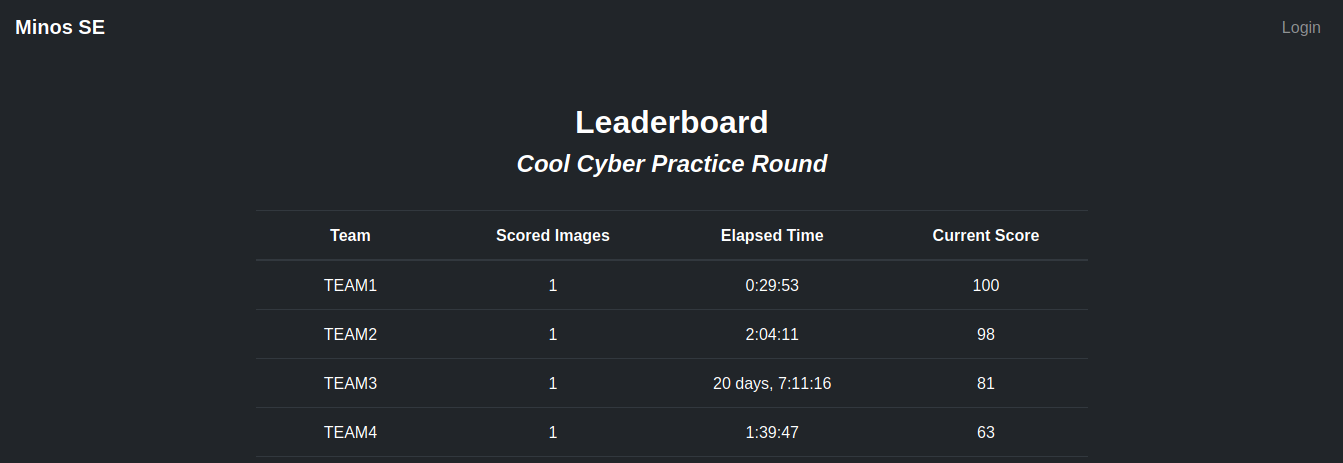 Minos SE Login
Leaderboard
Cool Cyber Practice Round
Team Scored Images Elapsed Time Current Score
TEAM1 1 0:29:53 100
TEAM2 1 2:04:11 98
TEAM3 1 20 days, 7:11:16 81
TEAM4 1 1:39:47 63